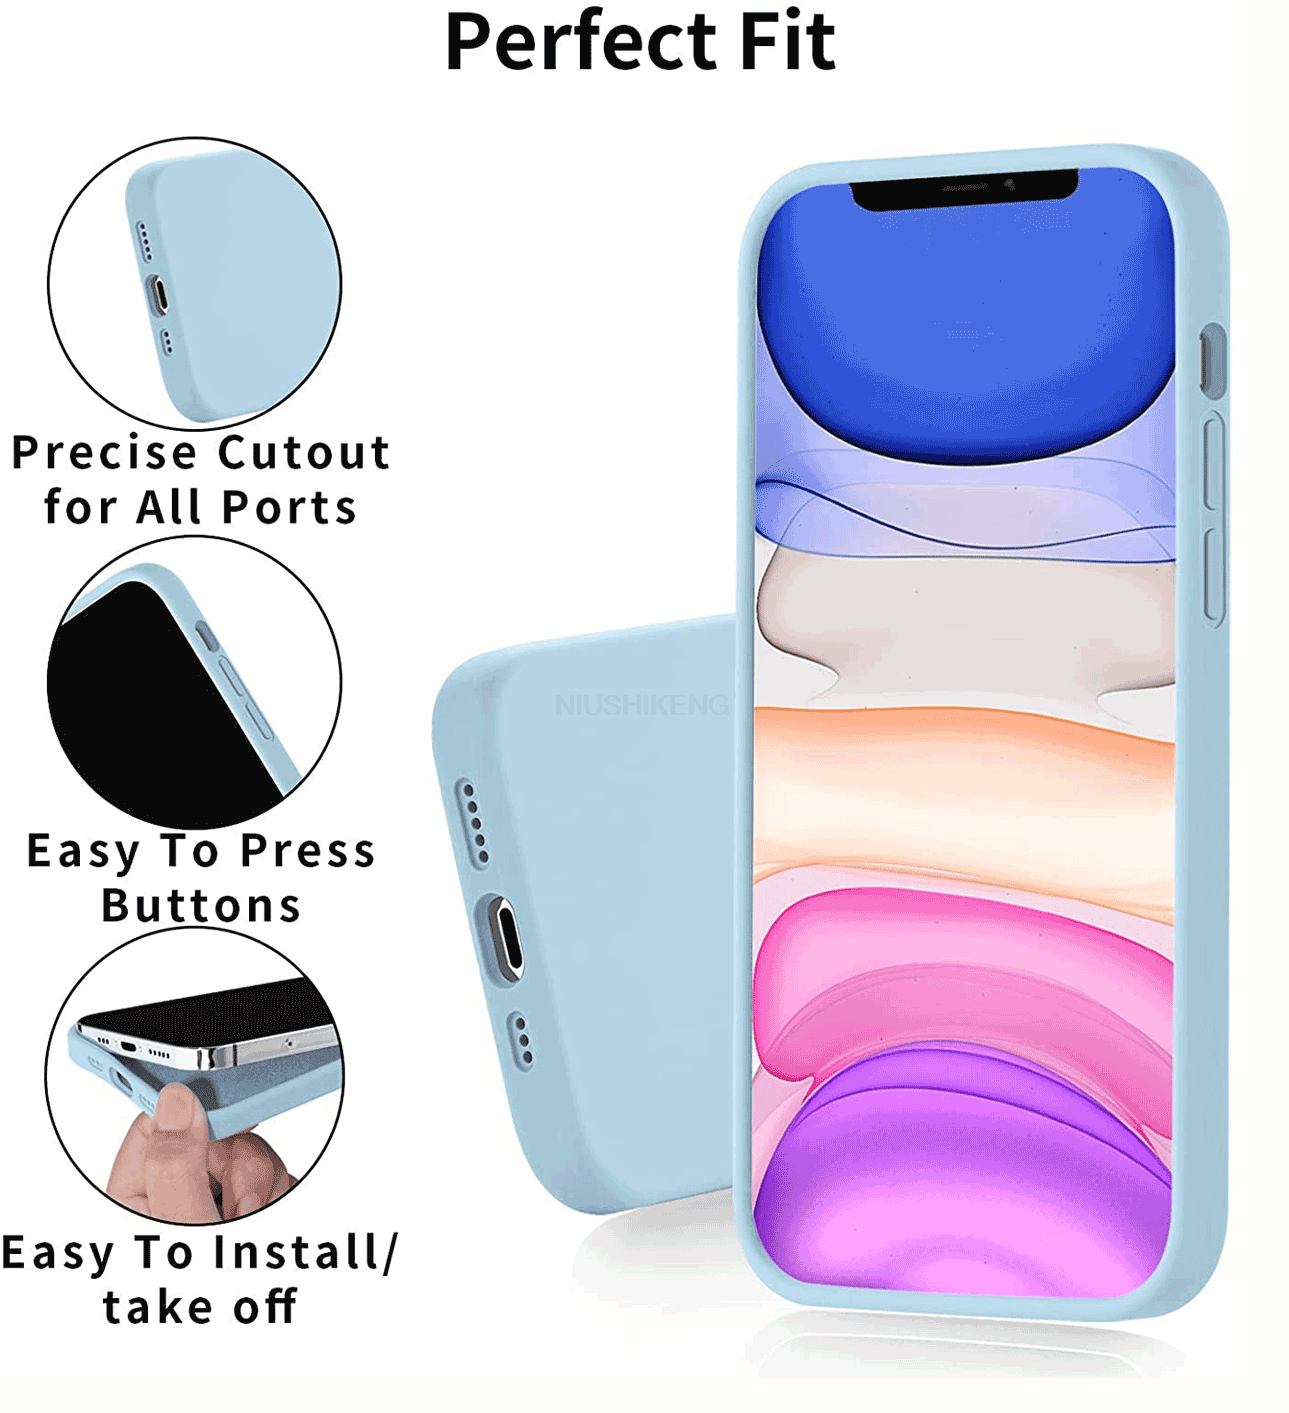 Perfect Fit
Precise Cutout
for All Ports
Easy To Press
Buttons
Easy To Install/
take off
NIUSHIKENG